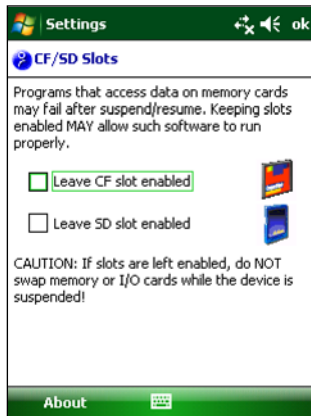 Settings ok
CF/SD Slots
Programs that access data on memory cards
may fail after suspend/resume. Keeping slots
enabled MAY allow such software to run
properly.
Leave CF slot enabled
Leave SD slot enabled
CAUTION: If slots are left enabled, do NOT
swap memory or I/O cards while the device is
suspended!
About